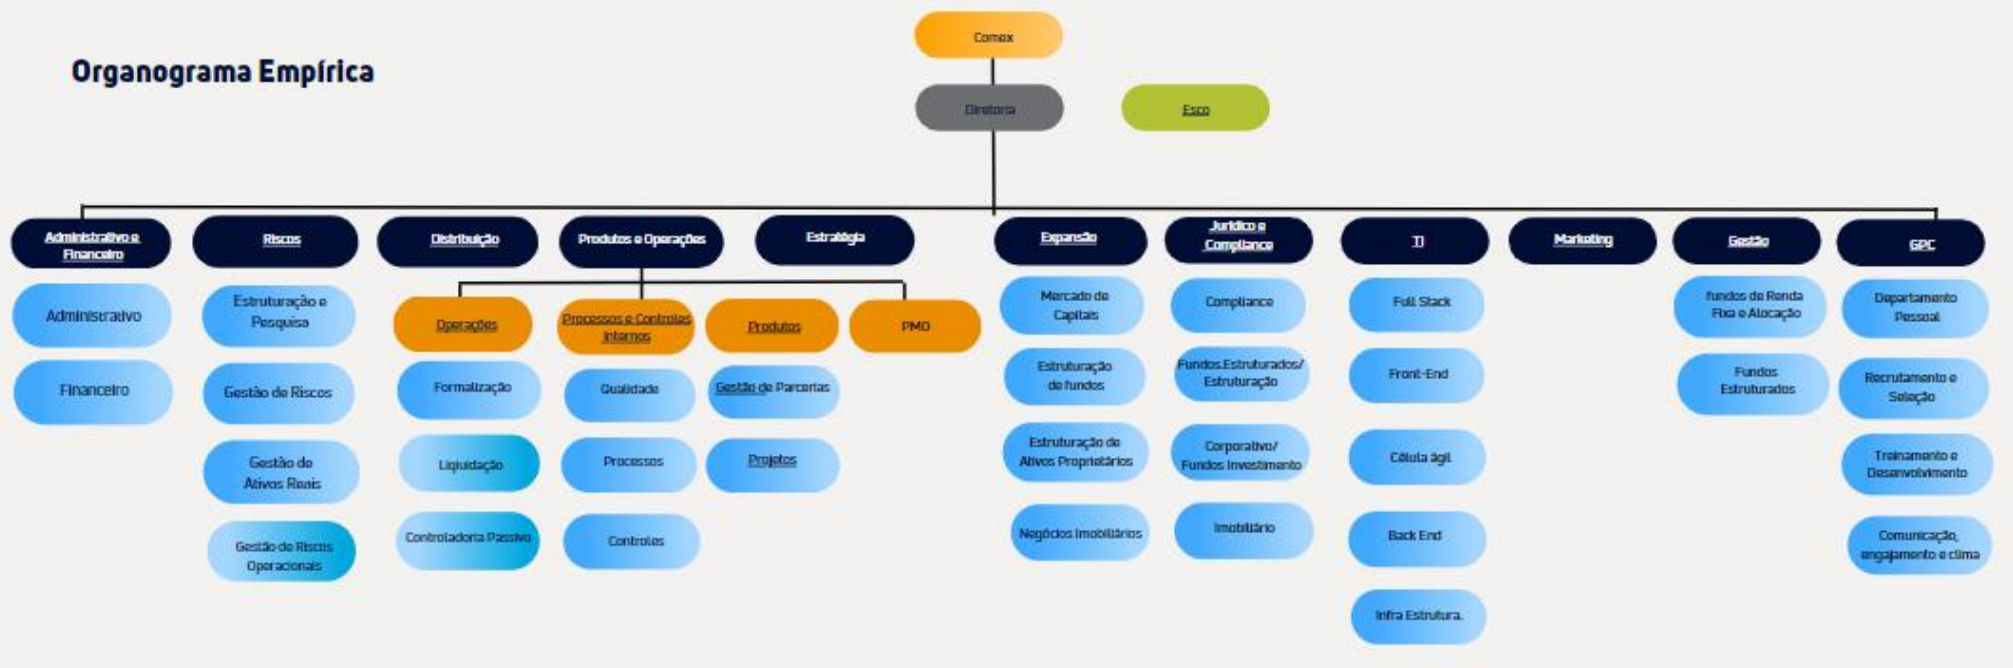 Organograma Empírica
Comex
Diretoria
Esco
Administrativo e
Financeiro
Administrativo
Financeiro
Riscos
Estruturação e
Pesquisa
Gestão de Riscos
Gestão de
Ativos Reais
Gestão de Riscos
Operacionais
Distribuição
Produtos e Operações
Operações
Formalização
Liqiuidação
Controladoria Passivo
Processos e Controles
Internos
Qualidade
Processos
Controles
Produtos
Gestão de Parcerias
Projetos
PMO
Estratégia
Expansão
Mercado de
Capitais
Estruturação
de fundos
Estruturação de
Ativos Proprietários
Negócios Imobiliários
Jurídico e
Compliance
Compliance
Fundos.Estruturados/
Estruturação
Corporativo/
Fundos Investimento
Imobiliário
TI
Full Stack
Front-End
Célula ágil
Back End
Infra Estrutura.
Marketing
Gestão
fundos de Renda
Fixa e Alocação
Fundos
Estruturados
GPC
Departamento
Pessoal
Recrutamento e
Seleção
Treinamento e
Desenvolvimento
Comunicação,
engajamento e clima